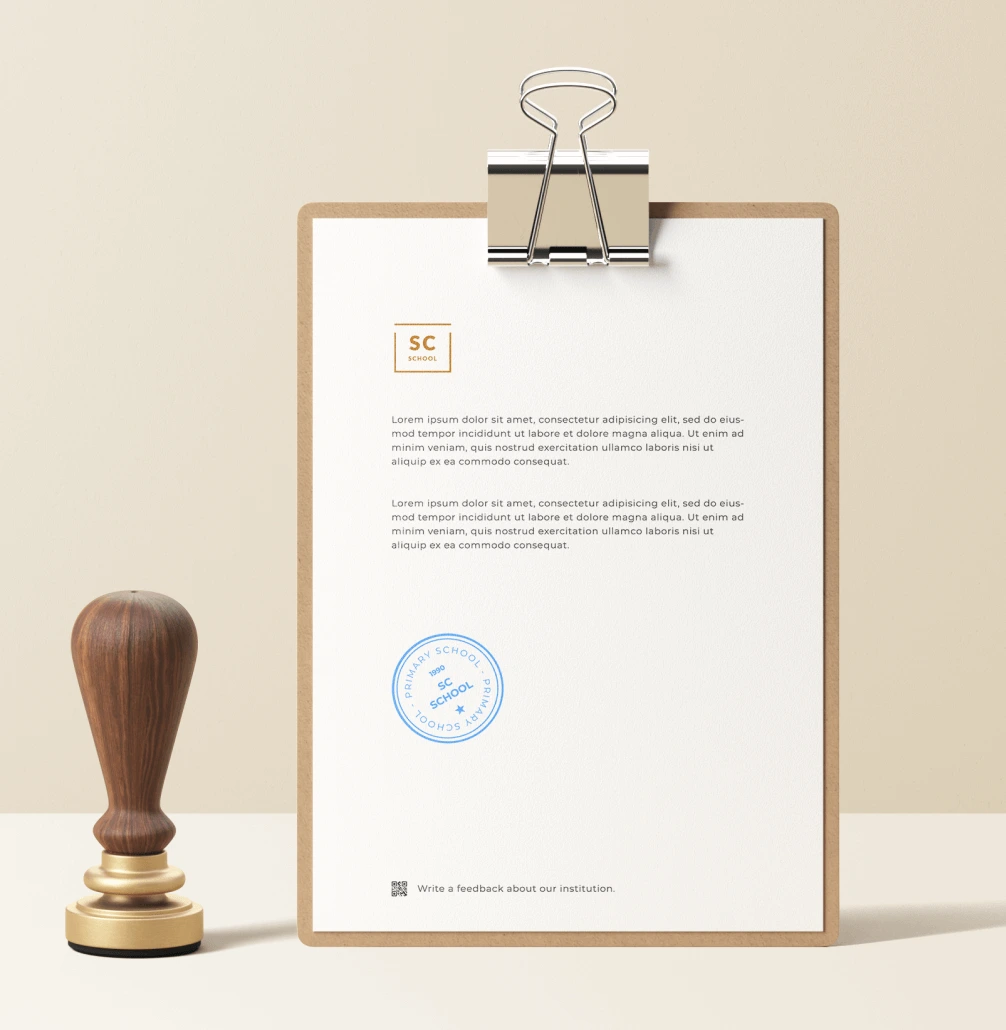 SC
SCHOOL
Lorem ipsum dolor sit amet, consectetur adipisicing elit, sed do eius-
mod tempor incididunt ut labore et dolore magna aliqua. Ut enim ad
minim veniam, quis nostrud exercitation ullamco laboris nisi ut
aliquip ex ea commodo consequat.
Lorem ipsum dolor sit amet, consectetur adipisicing elit, sed do eius-
mod tempor incididunt ut labore et dolore magna aliqua. Ut enim ad
minim veniam, quis nostrud exercitation ullamco laboris nisi ut
aliquip ex ea commodo consequat.
PRIMARY SCHOOL - PRIMARY SCHOOL -
1990
SC
SCHOOL
Write a feedback about our institution.